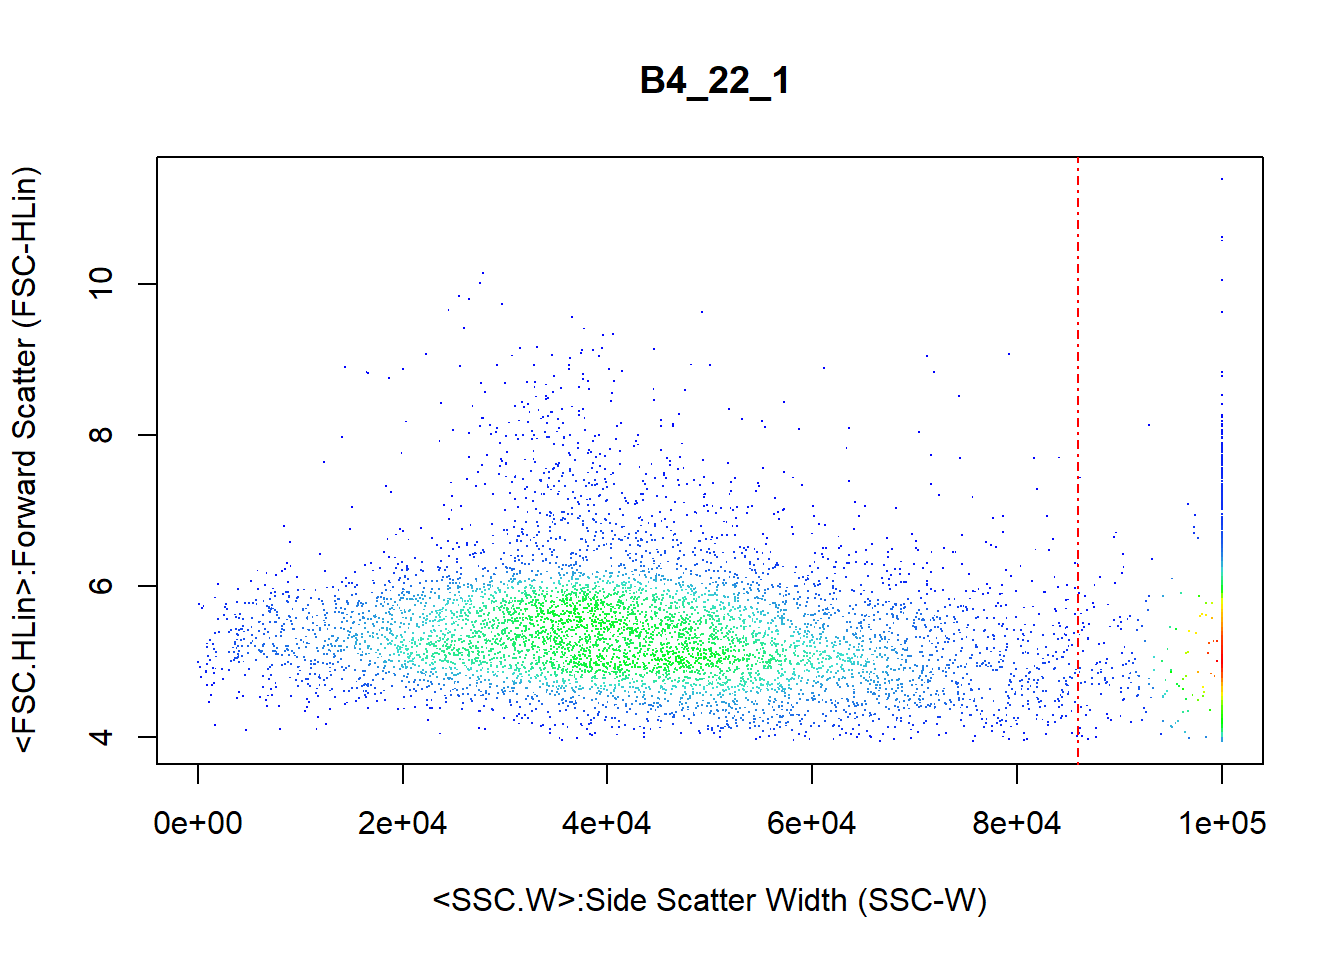 B4_22_1
<FSC.HLin>:Forward Scatter (FSC-HLin)
10
8
6
4
0e+00 2e+04 4e+04 6e+04 8e+04 1e+05
<SSC.W>:Side Scatter Width (SSC-W)